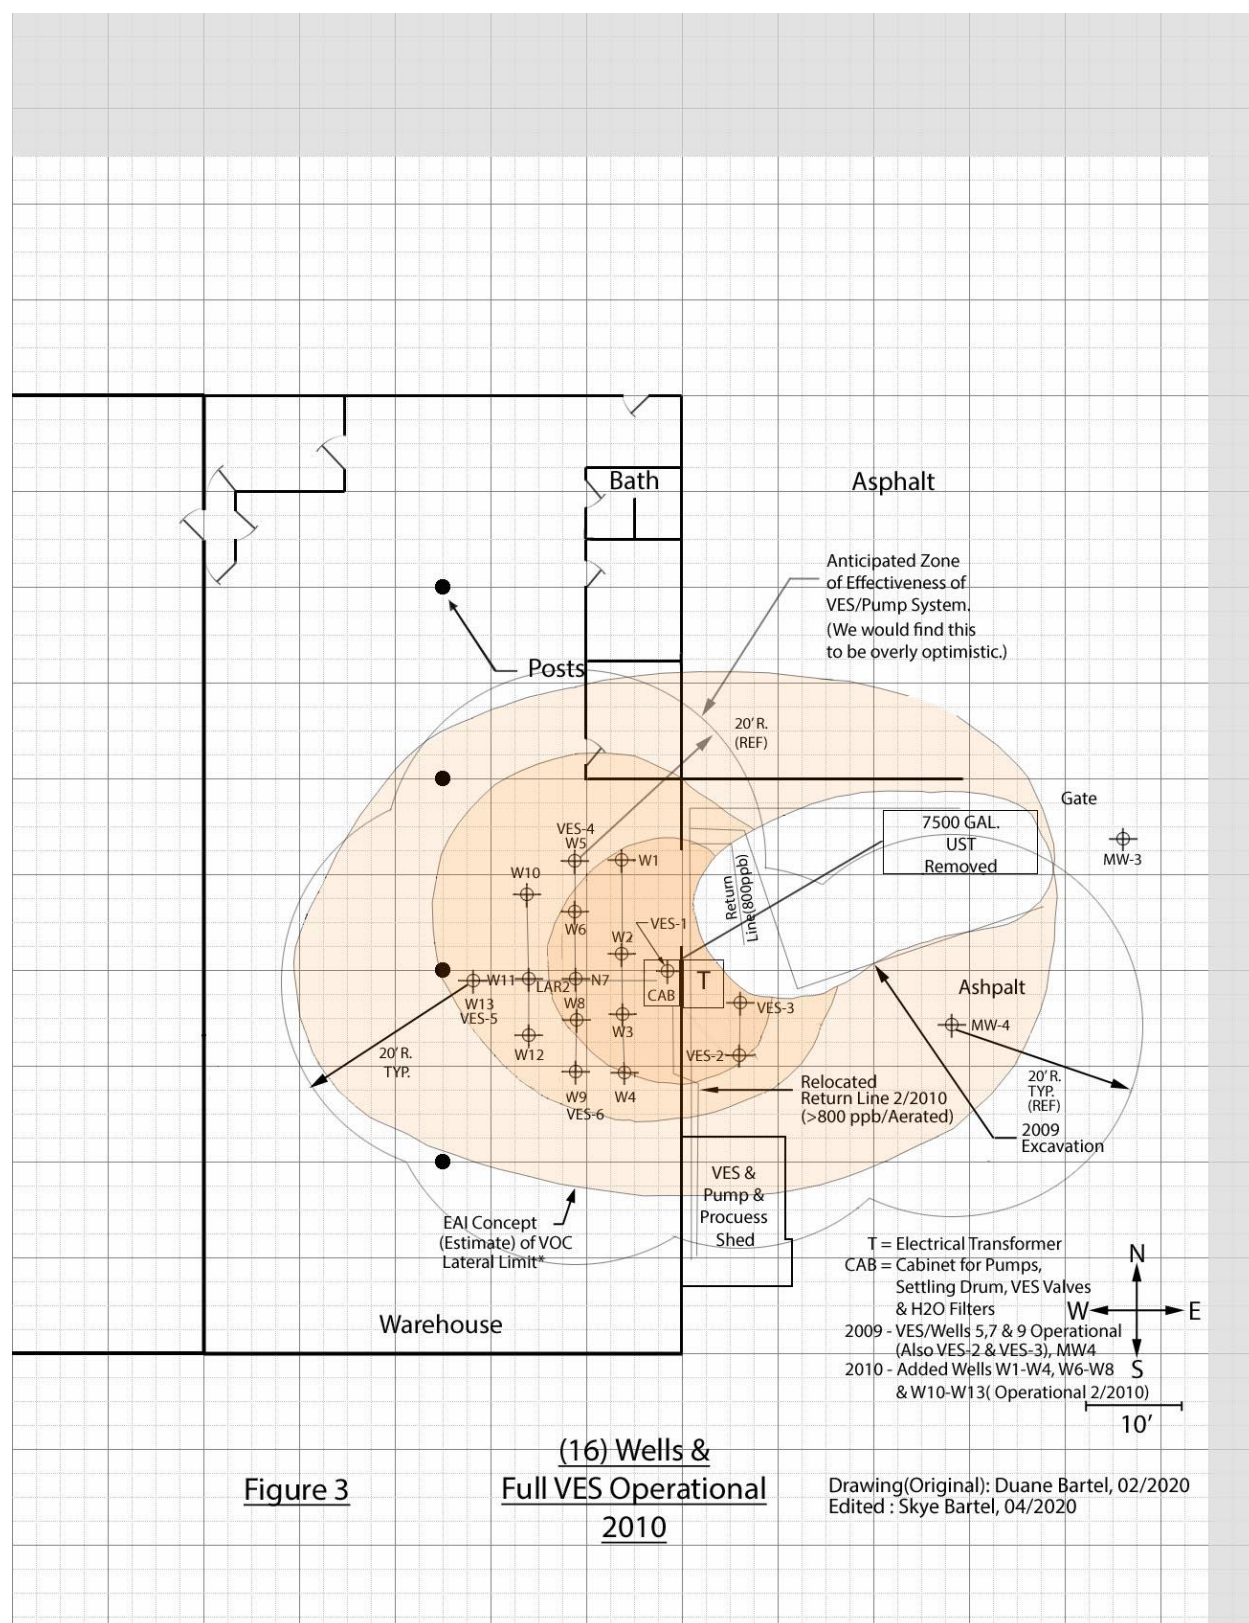 Bath
Asphalt
Anticipated Zone
of Effectiveness of
VES/Pump System.
(We would find this
to be overly optimistic.)
Posts
20' R.
(REF)
Gate
7500 GAL.
UST
Removed
MW-3
VES-4
W5
W1
W10
Return
Line(800ppb)
W6
VES-1
W2
W11
LAR2
N7
CAB
T
Ashpalt
W13
VES-5
W8
W3
VES-3
MW-4
W12
VES-2
20' R.
TYP.
W9
W4
VES-6
Relocated
Return Line 2/2010
(>800 ppb/Aerated)
20' R.
TYP.
(REF)
2009
Excavation
VES &
Pump &
Procuess
Shed
EAI Concept
(Estimate) of VOC
Lateral Limit*
Warehouse
T = Electrical Transformer
CAB = Cabinet for Pumps,
Settling Drum, VES Valves
& H2O Filters
2009 - VES/Wells 5,7 & 9 Operational
(Also VES-2 & VES-3), MW4
2010 - Added Wells W1-W4, W6-W8
& W10-W13( Operational 2/2010)
N
W
E
S
10'
(16) Wells &
Full VES Operational
2010
Figure 3
Drawing(Original): Duane Bartel, 02/2020
Edited : Skye Bartel, 04/2020